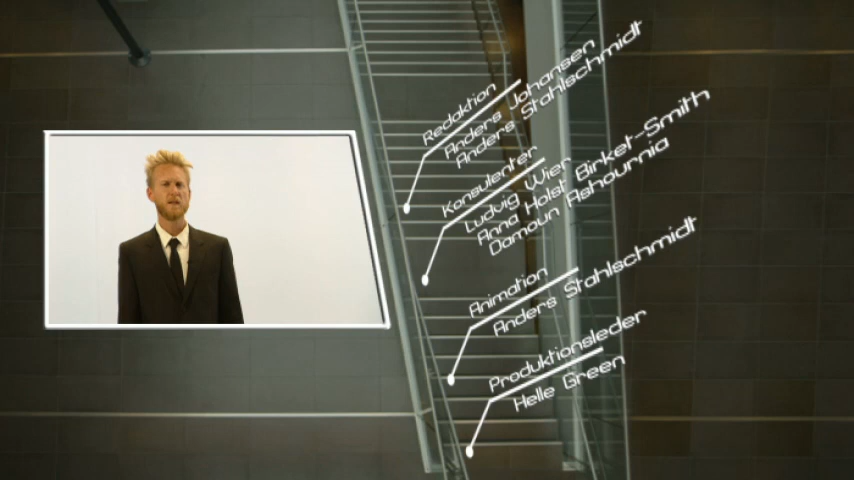 Redaktion
Anders Johansen
Anders Stahlschmidt
Konsulenter
Ludvig Wier
Anna Holst Birket-Smith
Damoun Ashournia
Animation
Anders Stahlschmidt
Produktionsleder
Helle Green